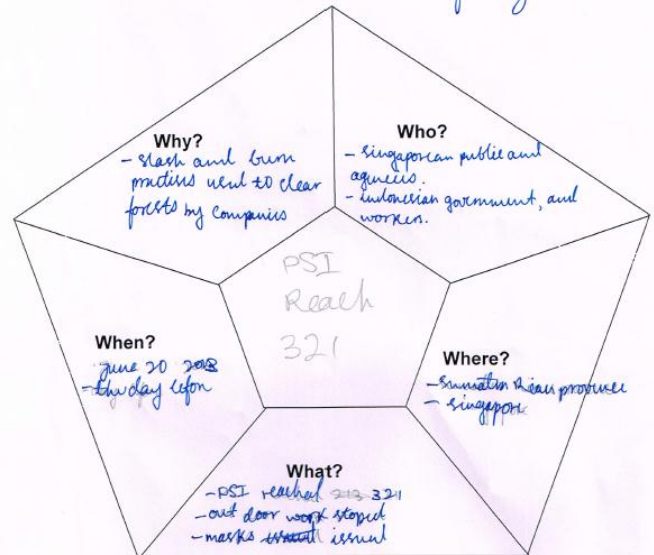 Why?
- slash and burn
practises used to clear
forests by companies
Who?
- singaporean public and
agencies.
- indonesian government, and
worker.
PSI
Reach
321
When?
june 20 2013
- the day before
Where?
- Sumatra Riau province
- singapore
What?
- PSI reached 321
- out door work stoped
- masks issued